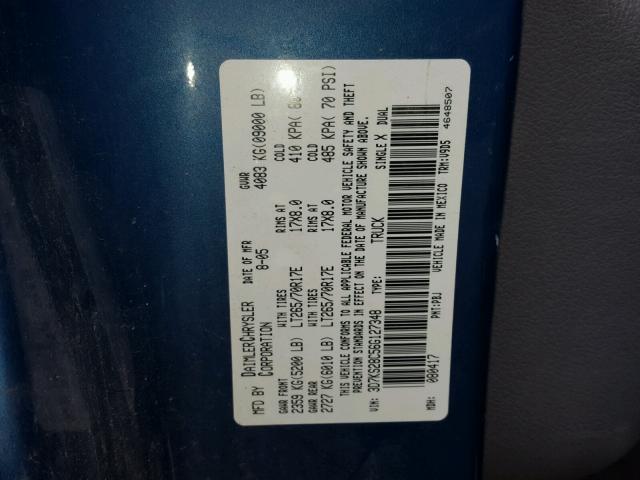 MFD BY DAIMLERCHRYSLER CORPORATION DATE OF MFR 8-05 GVWR 4083 KG(09000 LB)
GAWR FRONT WITH TIRES RIMS AT COLD
2359 KG(5200 LB) LT265/70R17E 17X8.0 410 KPA(
GAWR REAR WITH TIRES RIMS AT COLD
2727 KG(6010 LB) LT265/70R17E 17X8.0 485 KPA( 70 PSI)
THIS VEHICLE CONFORMS TO ALL APPLICABLE FEDERAL MOTOR VEHICLE SAFETY AND THEFT
PREVENTION STANDARDS IN EFFECT ON THE DATE OF MANUFACTURE SHOWN ABOVE.
VIN: 3D7KS28C56G127348 TYPE: TRUCK SINGLE X DUAL
MDH: 080417 PNT:PBJ VEHICLE MADE IN MEXICO TRM:V9D5
4648507